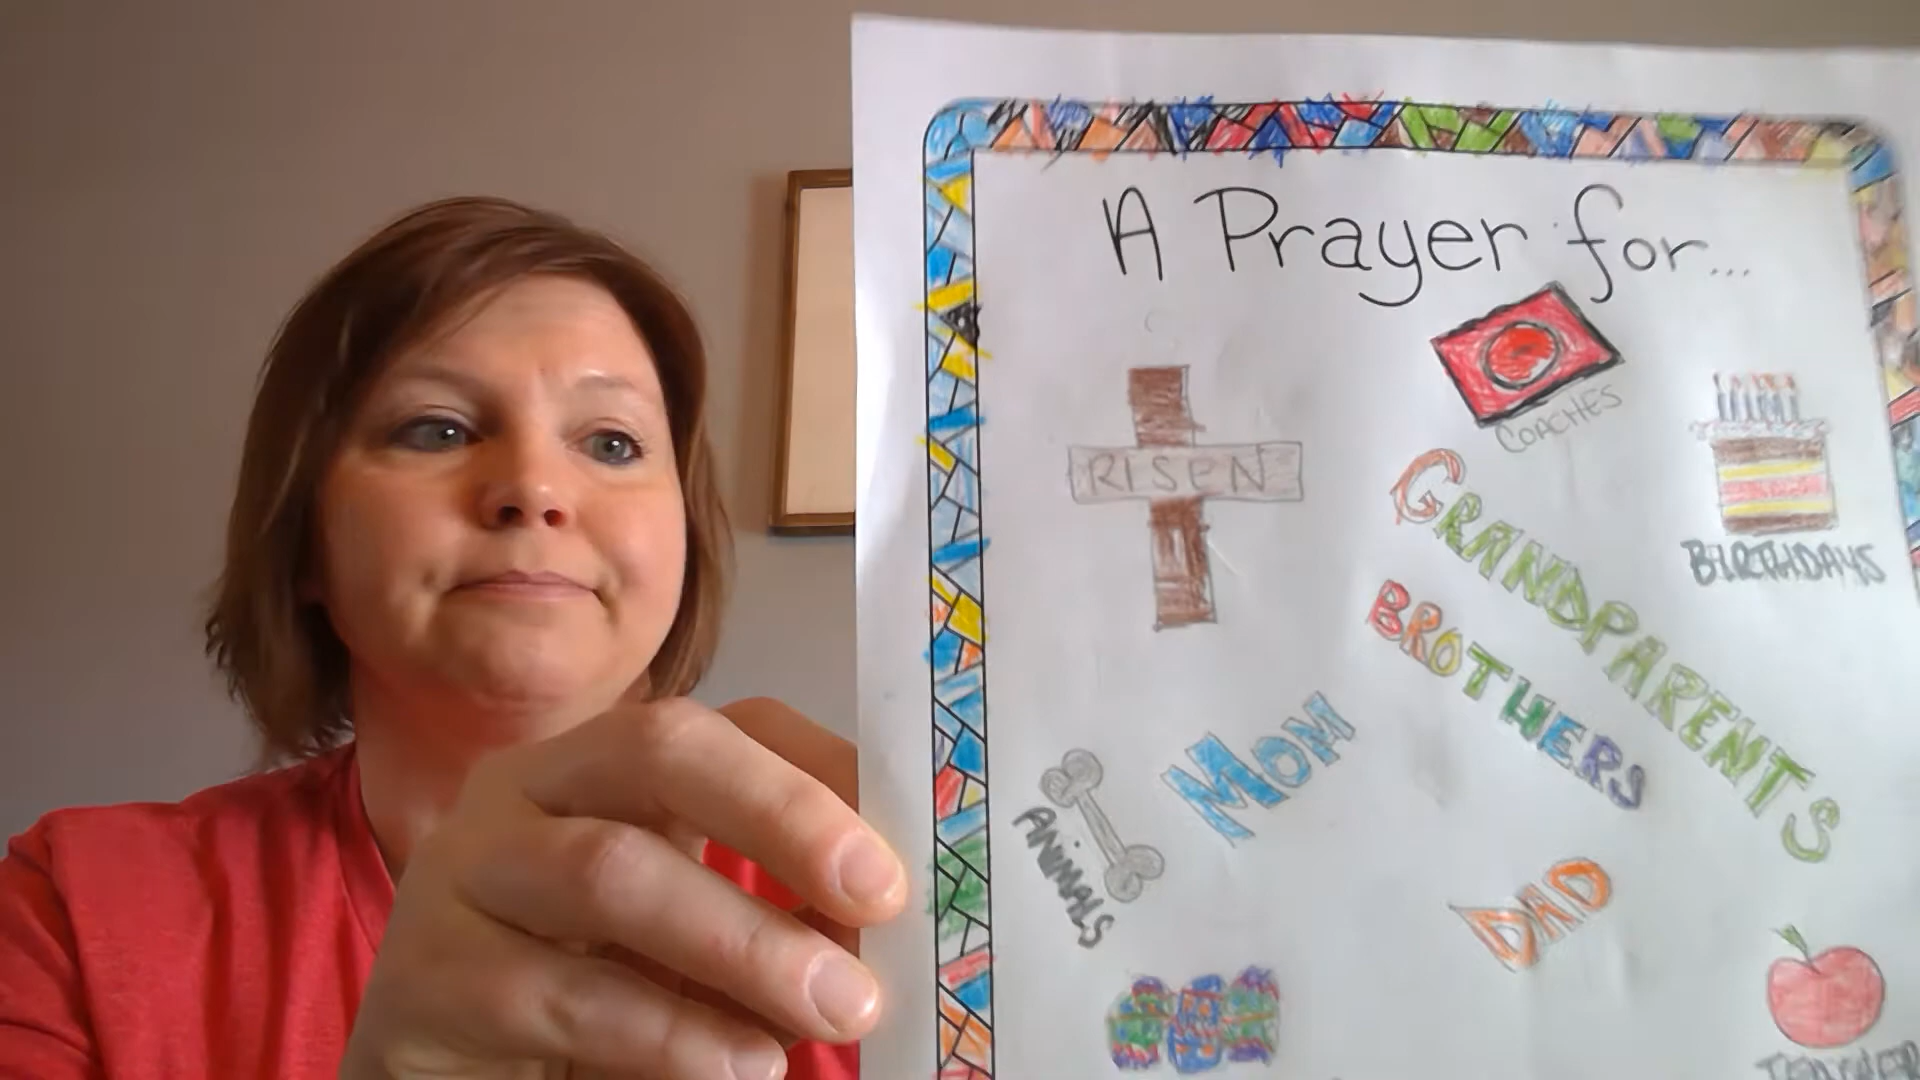 A Prayer for...
COACHES
RISEN
BIRTHDAYS
GRANDPARENTS
BROTHERS
MOM
ANiMALS
DAD